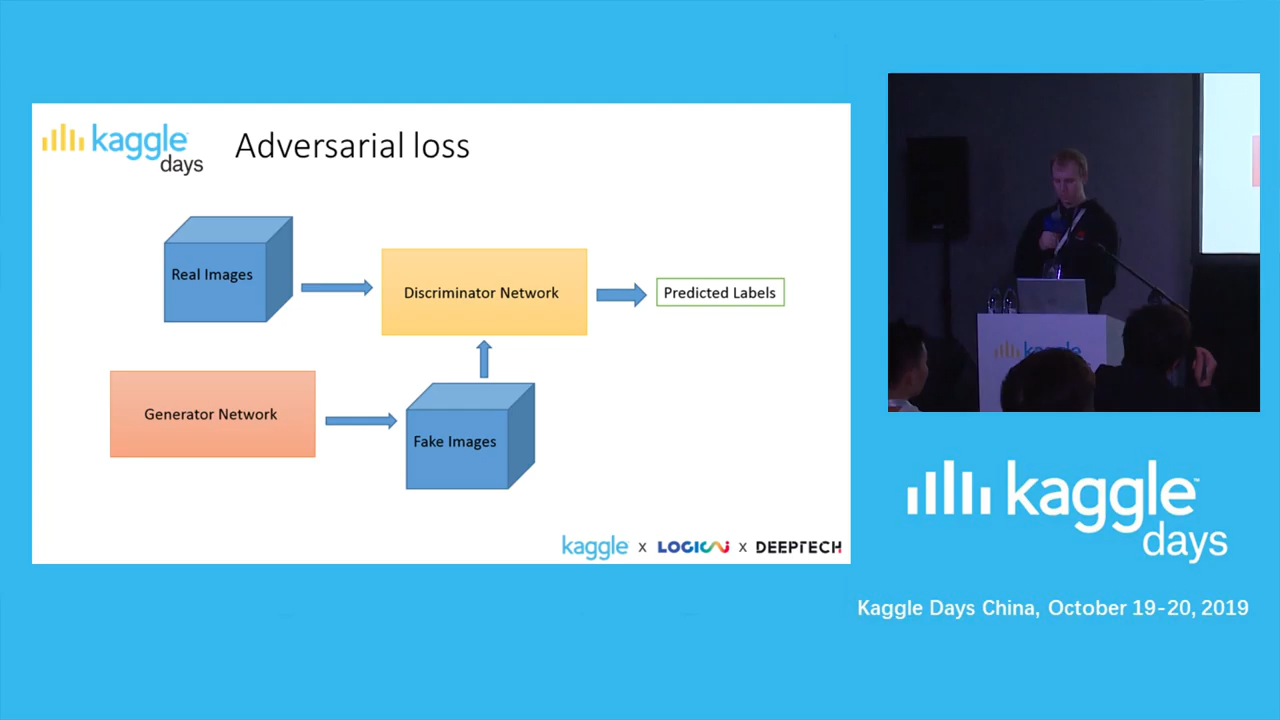 kaggle
days
Adversarial loss
Real Images
Discriminator Network
Predicted Labels
Generator Network
Fake Images
kaggle x LOGICAI x DEEPTECH
kaggle
kaggle
days
Kaggle Days China, October 19-20, 2019